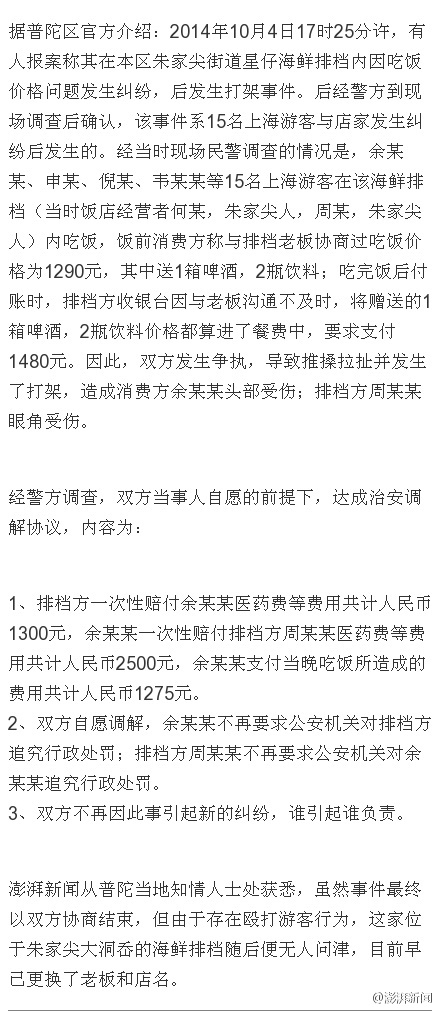 据普陀区官方介绍：2014年10月4日17时25分许，有
人报案称其在本区朱家尖街道星仔海鲜排档内因吃饭
价格问题发生纠纷，后发生打架事件。后经警方到现
场调查后确认，该事件系15名上海游客与店家发生纠
纷后发生的。经当时现场民警调查的情况是，余某
某、申某、倪某、韦某某等15名上海游客在该海鲜排
档（当时饭店经营者何某，朱家尖人，周某，朱家尖
人）内吃饭，饭前消费方称与排档老板协商过吃饭价
格为1290元，其中送1箱啤酒，2瓶饮料；吃完饭后付
账时，排档方收银台因与老板沟通不及时，将赠送的1
箱啤酒，2瓶饮料价格都算进了餐费中，要求支付
1480元。因此，双方发生争执，导致推搡拉扯并发生
了打架，造成消费方余某某头部受伤；排档方周某某
眼角受伤。
经警方调查，双方当事人自愿的前提下，达成治安调
解协议，内容为：
1、排档方一次性赔付余某某医药费等费用共计人民币
1300元，余某某一次性赔付排档方周某某医药费等费
用共计人民币2500元，余某某支付当晚吃饭所造成的
费用共计人民币1275元。
2、双方自愿调解，余某某不再要求公安机关对排档方
追究行政处罚；排档方周某某不再要求公安机关对余
某某追究行政处罚。
3、双方不再因此事引起新的纠纷，谁引起谁负责。
澎湃新闻从普陀当地知情人士处获悉，虽然事件最终
以双方协商结束，但由于存在殴打游客行为，这家位
于朱家尖大洞岙的海鲜排档随后便无人问津，目前早
已更换了老板和店名。
@澎湃新闻